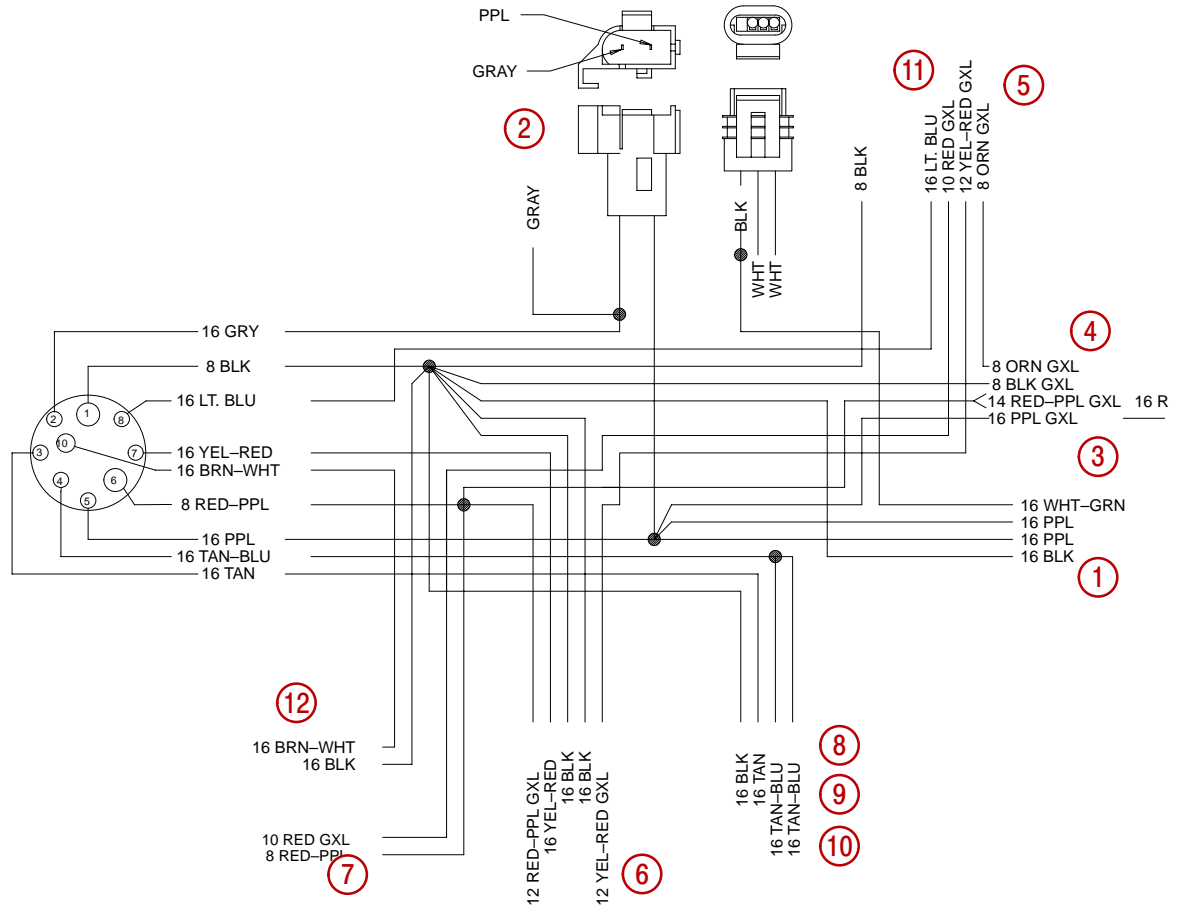 PPL
GRAY
2
11
5
16 LT. BLU
10 RED GXL
12 YEL–RED GXL
8 ORN GXL
8 BLK
GRAY
BLK
WHT
WHT
16 GRY
8 BLK
16 LT. BLU
16 YEL–RED
16 BRN–WHT
8 RED–PPL
16 PPL
16 TAN–BLU
16 TAN
1
2
3
4
5
6
7
8
10
4
8 ORN GXL
8 BLK GXL
14 RED–PPL GXL 16 R
16 PPL GXL
3
16 WHT–GRN
16 PPL
16 PPL
16 BLK
1
12
16 BRN–WHT
16 BLK
10 RED GXL
8 RED–PPL
7
12 RED–PPL GXL
16 YEL–RED
16 BLK
16 BLK
12 YEL–RED GXL
6
16 BLK
16 TAN
16 TAN–BLU
16 TAN–BLU
8
9
10